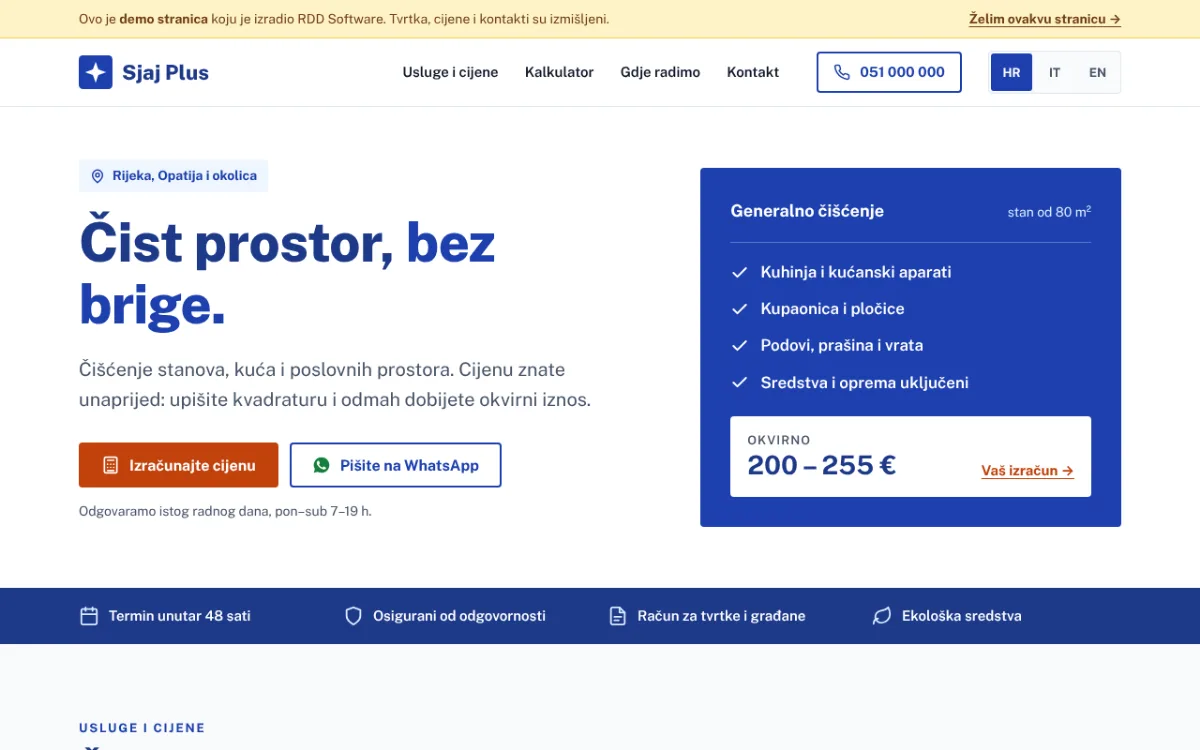 Ovo je demo stranica koju je izradio RDD Software. Tvrtka, cijene i kontakti su izmišljeni.
Želim ovakvu stranicu →
Sjaj Plus
Usluge i cijene
Kalkulator
Gdje radimo
Kontakt
051 000 000
HR
IT
EN
Rijeka, Opatija i okolica
Čist prostor, bez
brige.
Čišćenje stanova, kuća i poslovnih prostora. Cijenu znate
unaprijed: upišite kvadraturu i odmah dobijete okvirni iznos.
Izračunajte cijenu
Pišite na WhatsApp
Odgovaramo istog radnog dana, pon–sub 7–19 h.
Generalno čišćenje
stan od 80 m²
Kuhinja i kućanski aparati
Kupaonica i pločice
Podovi, prašina i vrata
Sredstva i oprema uključeni
OKVIRNO
200 – 255 €
Vaš izračun →
Termin unutar 48 sati
Osigurani od odgovornosti
Račun za tvrtke i građane
Ekološka sredstva
USLUGE I CIJENE